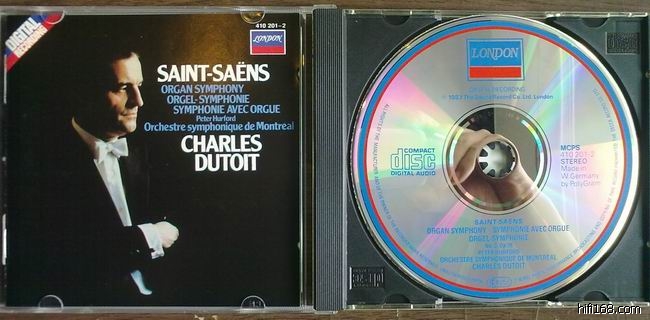 DIGITAL
RECORDING
410 201-2
LONDON
SAINT-SAËNS
ORGAN SYMPHONY
ORGEL-SYMPHONIE
SYMPHONIE AVEC ORGUE
Peter Hurford
Orchestre symphonique de Montréal
CHARLES
DUTOIT
LONDON
DIGITAL RECORDING
COMPACT
disc
DIGITAL AUDIO
MCPS
410 201-2
STEREO
Made in
W. Germany
by PolyGram
SAINT-SAËNS
ORGAN SYMPHONY · SYMPHONIE AVEC ORGUE
ORGEL-SYMPHONIE
PETER HURFORD
ORCHESTRE SYMPHONIQUE DE MONTREAL
CHARLES DUTOIT
hifi168.com